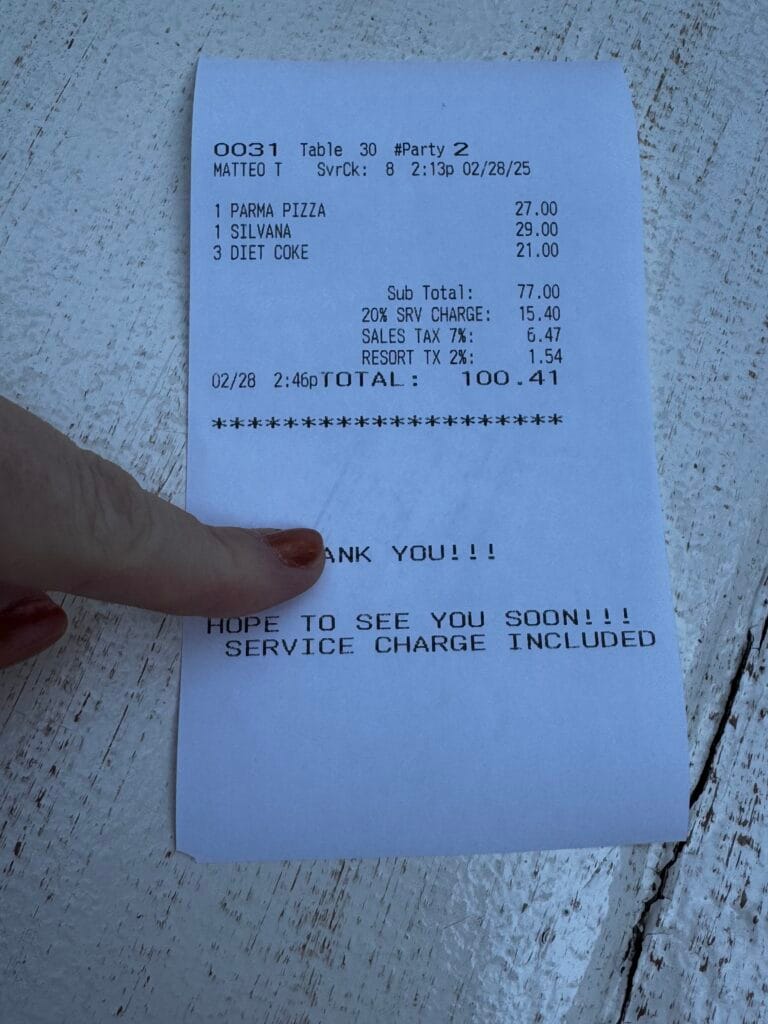 0031 Table 30 #Party 2
MATTEO T SvrCk: 8 2:13p 02/28/25
1 PARMA PIZZA 27.00
1 SILVANA 29.00
3 DIET COKE 21.00
Sub Total: 77.00
20% SRV CHARGE: 15.40
SALES TAX 7%: 6.47
RESORT TX 2%: 1.54
02/28 2:46pTOTAL: 100.41
********************
ANK YOU!!!
HOPE TO SEE YOU SOON!!!
SERVICE CHARGE INCLUDED